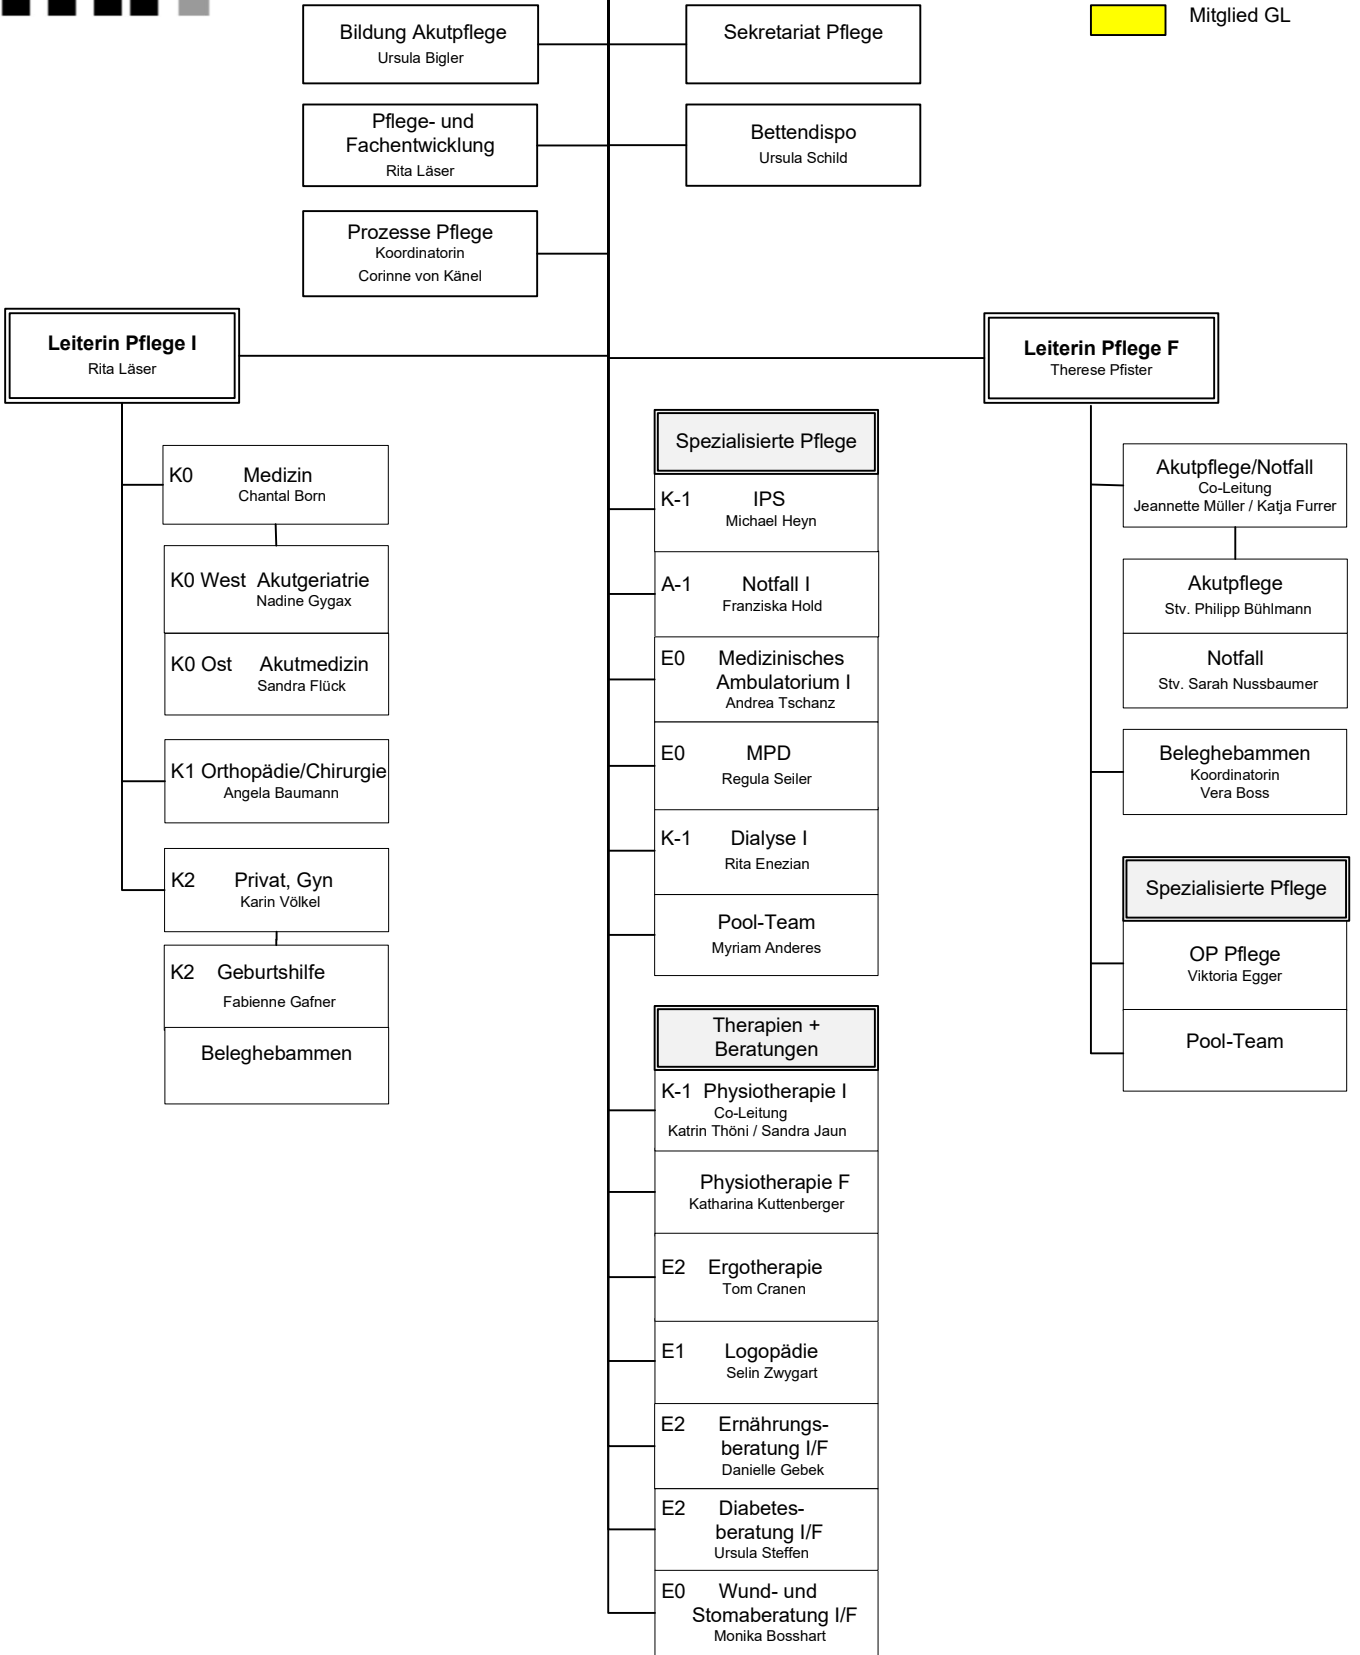 Mitglied GL
Bildung Akutpflege
Ursula Bigler
Sekretariat Pflege
Pflege- und
Fachentwicklung
Rita Läser
Bettendispo
Ursula Schild
Prozesse Pflege
Koordinatorin
Corinne von Känel
Leiterin Pflege I
Rita Läser
Leiterin Pflege F
Therese Pfister
K0 Medizin
Chantal Born
K0 West Akutgeriatrie
Nadine Gygax
K0 Ost Akutmedizin
Sandra Flück
K1 Orthopädie/Chirurgie
Angela Baumann
K2 Privat, Gyn
Karin Völkel
K2 Geburtshilfe
Fabienne Gafner
Beleghebammen
Spezialisierte Pflege
K-1 IPS
Michael Heyn
A-1 Notfall I
Franziska Hold
E0 Medizinisches
Ambulatorium I
Andrea Tschanz
E0 MPD
Regula Seiler
K-1 Dialyse I
Rita Enezian
Pool-Team
Myriam Anderes
Therapien +
Beratungen
K-1 Physiotherapie I
Co-Leitung
Katrin Thöni / Sandra Jaun
Physiotherapie F
Katharina Kuttenberger
E2 Ergotherapie
Tom Cranen
E1 Logopädie
Selin Zwygart
E2 Ernährungs-
beratung I/F
Danielle Gebek
E2 Diabetes-
beratung I/F
Ursula Steffen
E0 Wund- und
Stomaberatung I/F
Monika Bosshart
Akutpflege/Notfall
Co-Leitung
Jeannette Müller / Katja Furrer
Akutpflege
Stv. Philipp Bühlmann
Notfall
Stv. Sarah Nussbaumer
Beleghebammen
Koordinatorin
Vera Boss
Spezialisierte Pflege
OP Pflege
Viktoria Egger
Pool-Team